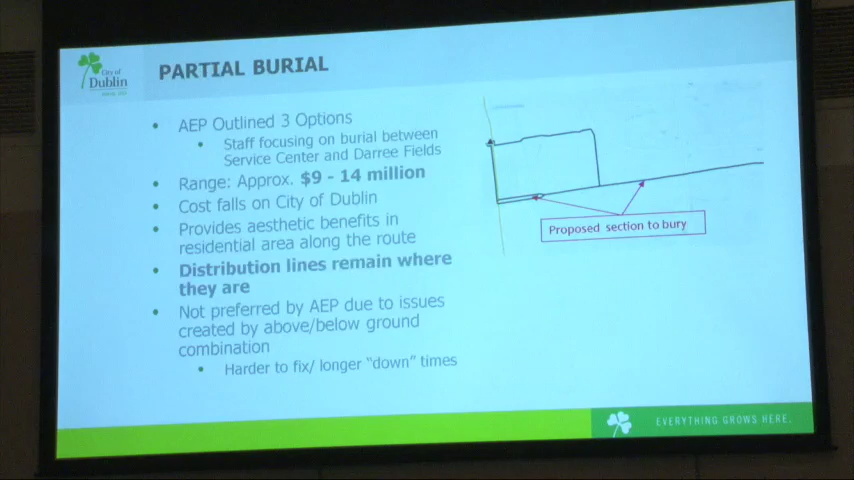 City of
Dublin
PARTIAL BURIAL
AEP Outlined 3 Options
Staff focusing on burial between
Service Center and Darree Fields
Range: Approx. $9 - 14 million
Cost falls on City of Dublin
Provides aesthetic benefits in
residential area along the route
Distribution lines remain where
they are
Not preferred by AEP due to issues
created by above/below ground
combination
Harder to fix/ longer “down” times
Proposed section to bury
EVERYTHING GROWS HERE.